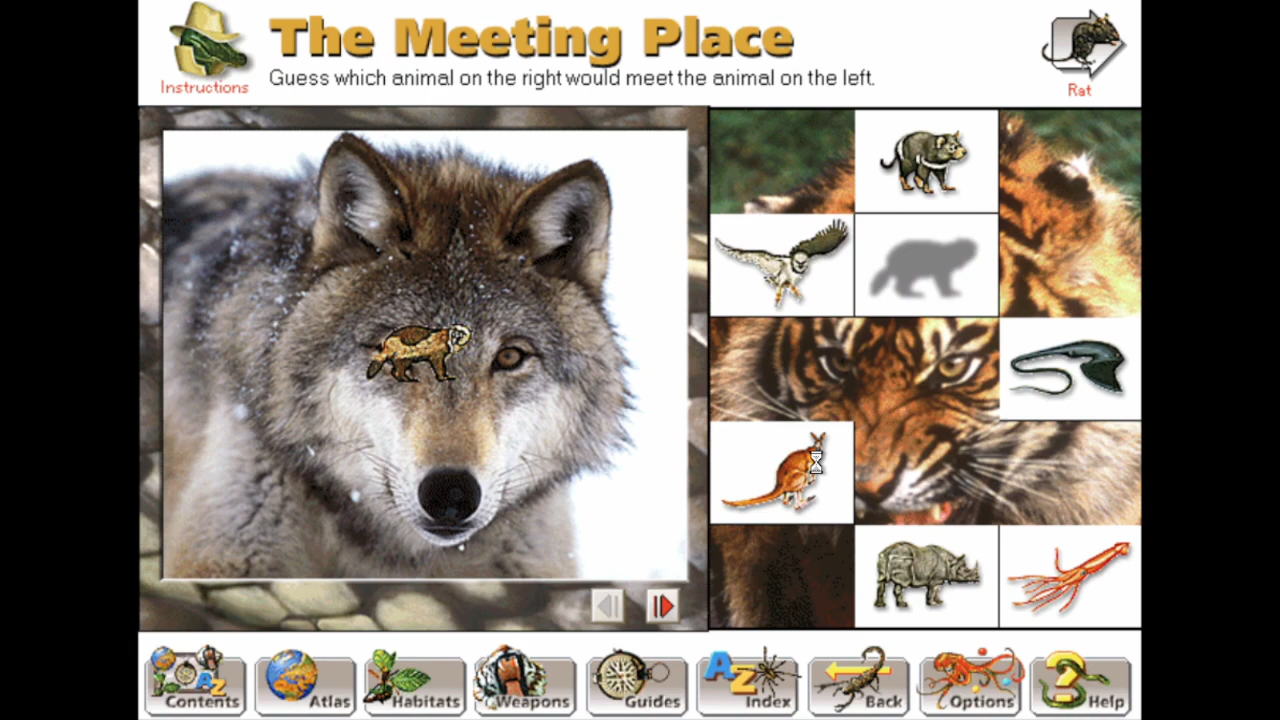 The Meeting Place
Guess which animal on the right would meet the animal on the left.
Instructions
Rat
Contents
Atlas
Habitats
Weapons
Guides
AZ
Index
Back
Options
?
Help